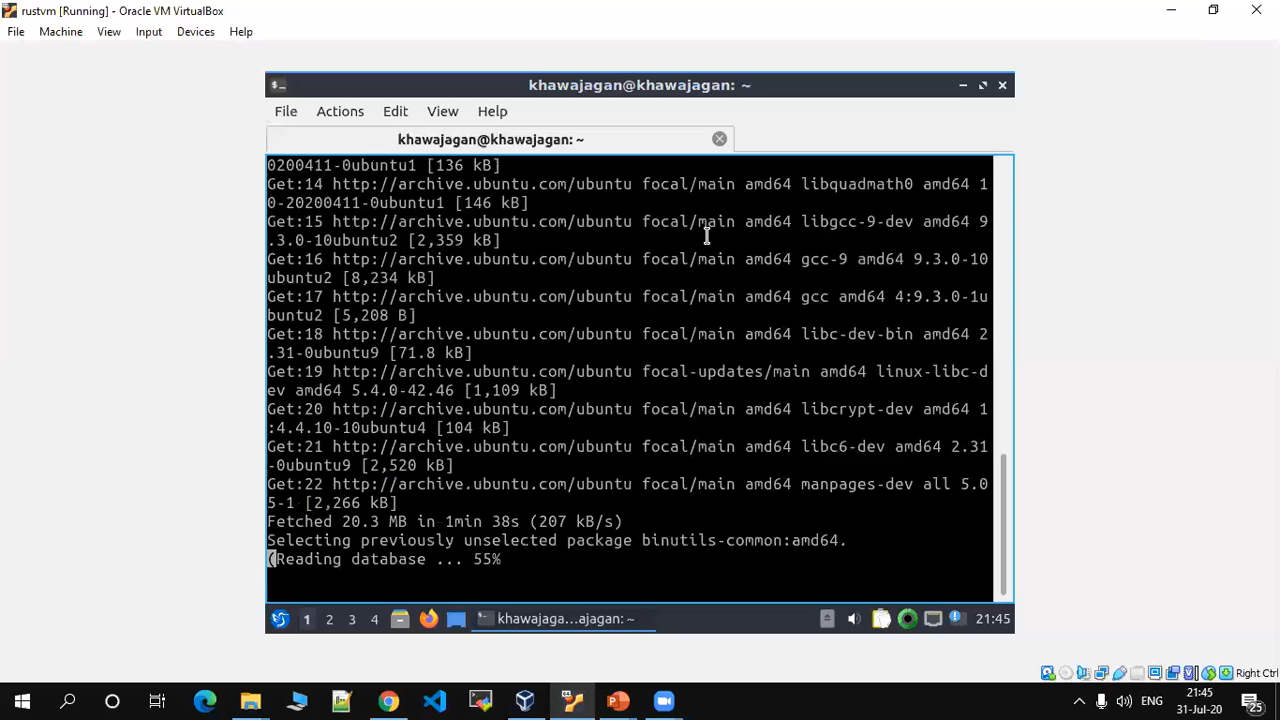 rustvm [Running] - Oracle VM VirtualBox
File Machine View Input Devices Help
khawajagan@khawajagan: ~
File Actions Edit View Help
khawajagan@khawajagan: ~
0200411-0ubuntu1 [136 kB]
Get:14 http://archive.ubuntu.com/ubuntu focal/main amd64 libquadmath0 amd64 1
0-20200411-0ubuntu1 [146 kB]
Get:15 http://archive.ubuntu.com/ubuntu focal/main amd64 libgcc-9-dev amd64 9
.3.0-10ubuntu2 [2,359 kB]
Get:16 http://archive.ubuntu.com/ubuntu focal/main amd64 gcc-9 amd64 9.3.0-10
ubuntu2 [8,234 kB]
Get:17 http://archive.ubuntu.com/ubuntu focal/main amd64 gcc amd64 4:9.3.0-1u
buntu2 [5,208 B]
Get:18 http://archive.ubuntu.com/ubuntu focal/main amd64 libc-dev-bin amd64 2
.31-0ubuntu9 [71.8 kB]
Get:19 http://archive.ubuntu.com/ubuntu focal-updates/main amd64 linux-libc-d
ev amd64 5.4.0-42.46 [1,109 kB]
Get:20 http://archive.ubuntu.com/ubuntu focal/main amd64 libcrypt-dev amd64 1
:4.4.10-10ubuntu4 [104 kB]
Get:21 http://archive.ubuntu.com/ubuntu focal/main amd64 libc6-dev amd64 2.31
-0ubuntu9 [2,520 kB]
Get:22 http://archive.ubuntu.com/ubuntu focal/main amd64 manpages-dev all 5.0
5-1 [2,266 kB]
Fetched 20.3 MB in 1min 38s (207 kB/s)
Selecting previously unselected package binutils-common:amd64.
(Reading database ... 55%
1 2 3 4 khawajaga...ajagan: ~ 21:45
Right Ctrl
ENG 21:45
31-Jul-20 25